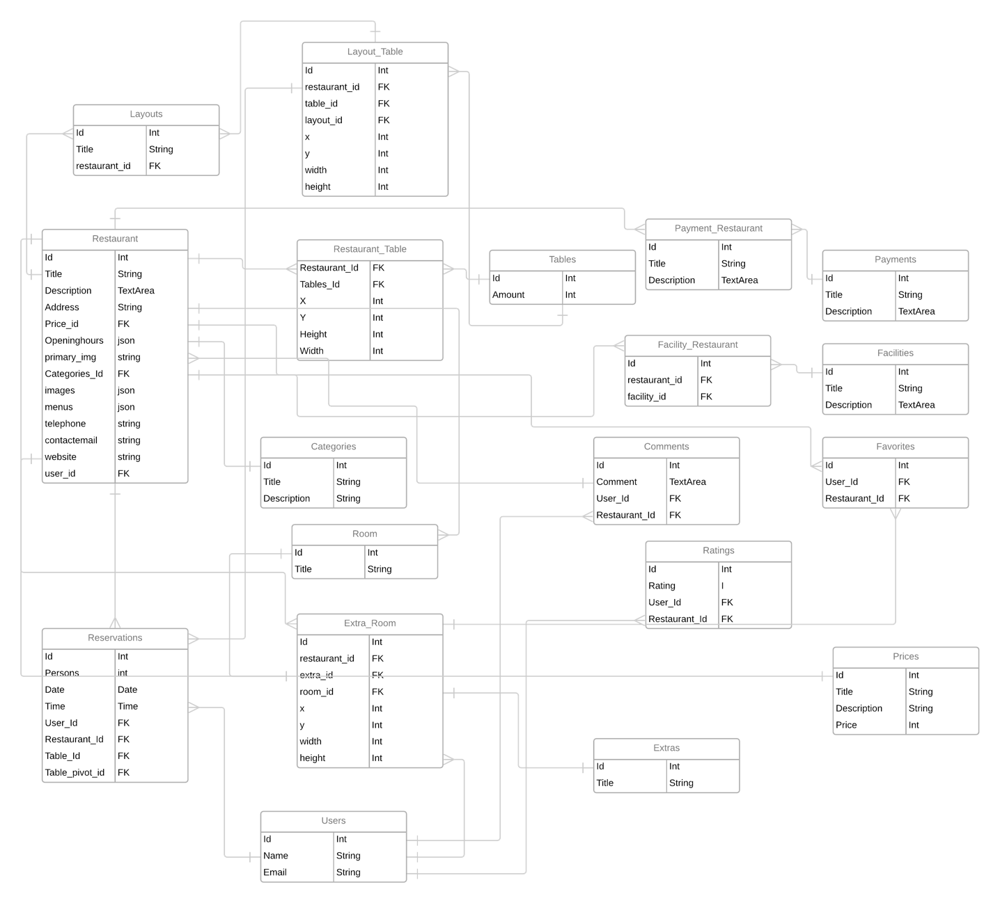 Layout_Table
Id Int
restaurant_id FK
table_id FK
layout_id FK
x Int
y Int
width Int
height Int
Layouts
Id Int
Title String
restaurant_id FK
Restaurant
Id Int
Title String
Description TextArea
Address String
Price_id FK
Openinghours json
primary_img string
Categories_Id FK
images json
menus json
telephone string
contactemail string
website string
user_id FK
Restaurant_Table
Restaurant_Id FK
Tables_Id FK
X Int
Y Int
Height Int
Width Int
Tables
Id Int
Amount Int
Payment_Restaurant
Id Int
Title String
Description TextArea
Payments
Id Int
Title String
Description TextArea
Facility_Restaurant
Id Int
restaurant_id FK
facility_id FK
Facilities
Id Int
Title String
Description TextArea
Categories
Id Int
Title String
Description String
Comments
Id Int
Comment TextArea
User_Id FK
Restaurant_Id FK
Favorites
Id Int
User_Id FK
Restaurant_Id FK
Room
Id Int
Title String
Ratings
Id Int
Rating I
User_Id FK
Restaurant_Id FK
Reservations
Id Int
Persons int
Date Date
Time Time
User_Id FK
Restaurant_Id FK
Table_Id FK
Table_pivot_id FK
Extra_Room
Id Int
restaurant_id FK
extra_id FK
room_id FK
x Int
y Int
width Int
height Int
Prices
Id Int
Title String
Description String
Price Int
Extras
Id Int
Title String
Users
Id Int
Name String
Email String